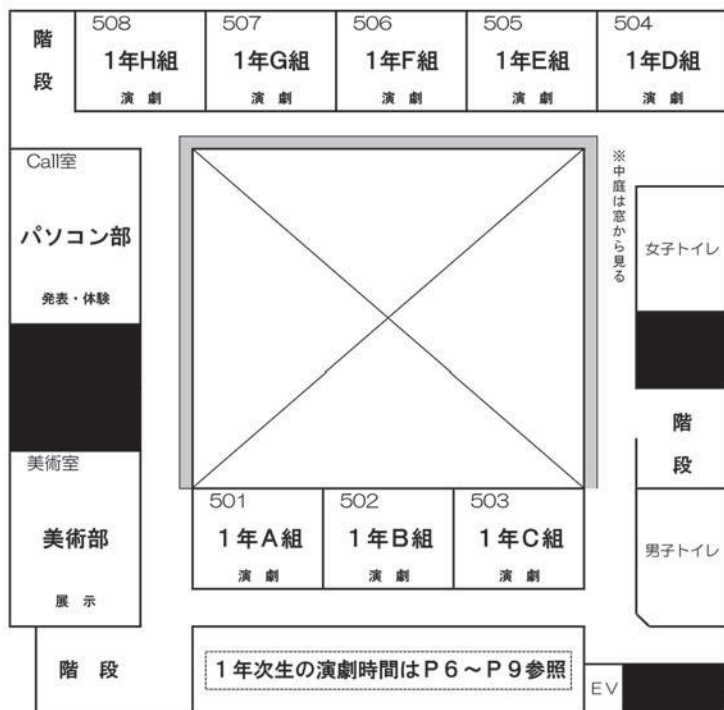 階段
508
1年H組
演 劇
507
1年G組
演 劇
506
1年F組
演 劇
505
1年E組
演 劇
504
1年D組
演 劇
Call室
パソコン部
発表・体験
※中庭は窓から見る
女子トイレ
階段
美術室
美術部
展 示
501
1年A組
演 劇
502
1年B組
演 劇
503
1年C組
演 劇
男子トイレ
階 段
1年次生の演劇時間はP6~P9参照
EV